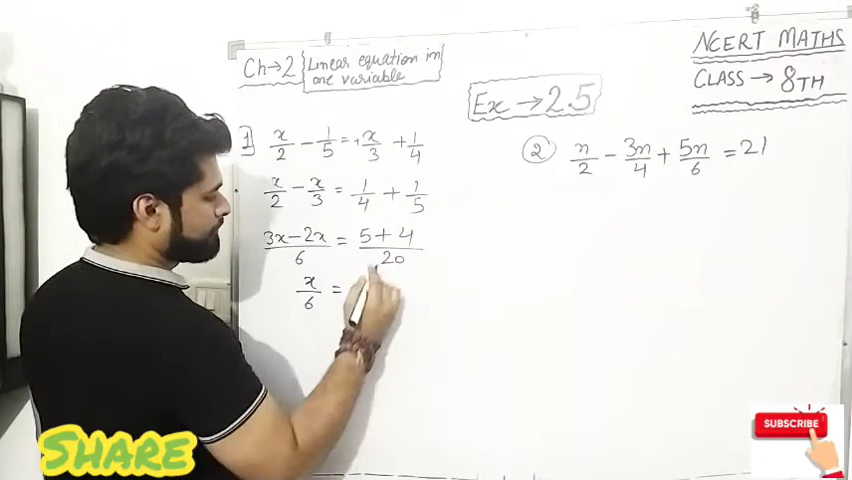 Ch→2 Linear equation in
one variable
Ex → 2.5
NCERT MATHS
CLASS → 8TH
1] x/2 - 1/5 = x/3 + 1/4
x/2 - x/3 = 1/4 + 1/5
3x-2x/6 = 5+4/20
x/6 =
2 n/2 - 3n/4 + 5n/6 = 21
SHARE
SUBSCRIBE